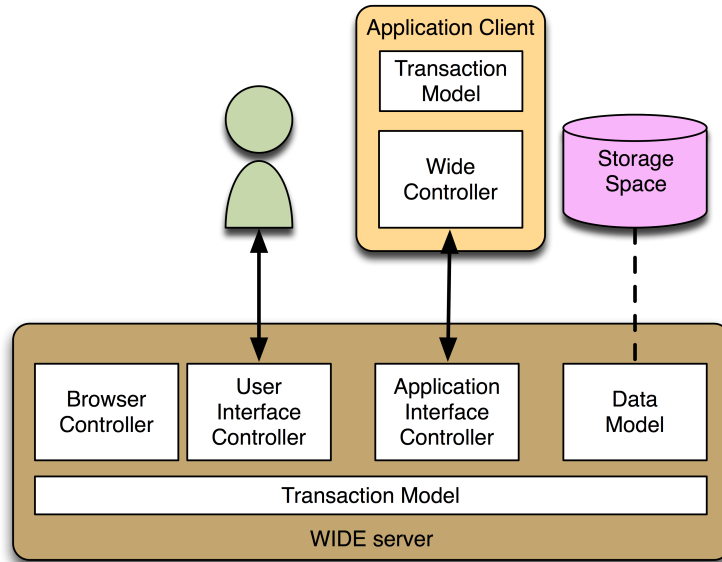 Application Client
Transaction
Model
Wide
Controller
Storage
Space
Browser
Controller
User
Interface
Controller
Application
Interface
Controller
Data
Model
Transaction Model
WIDE server